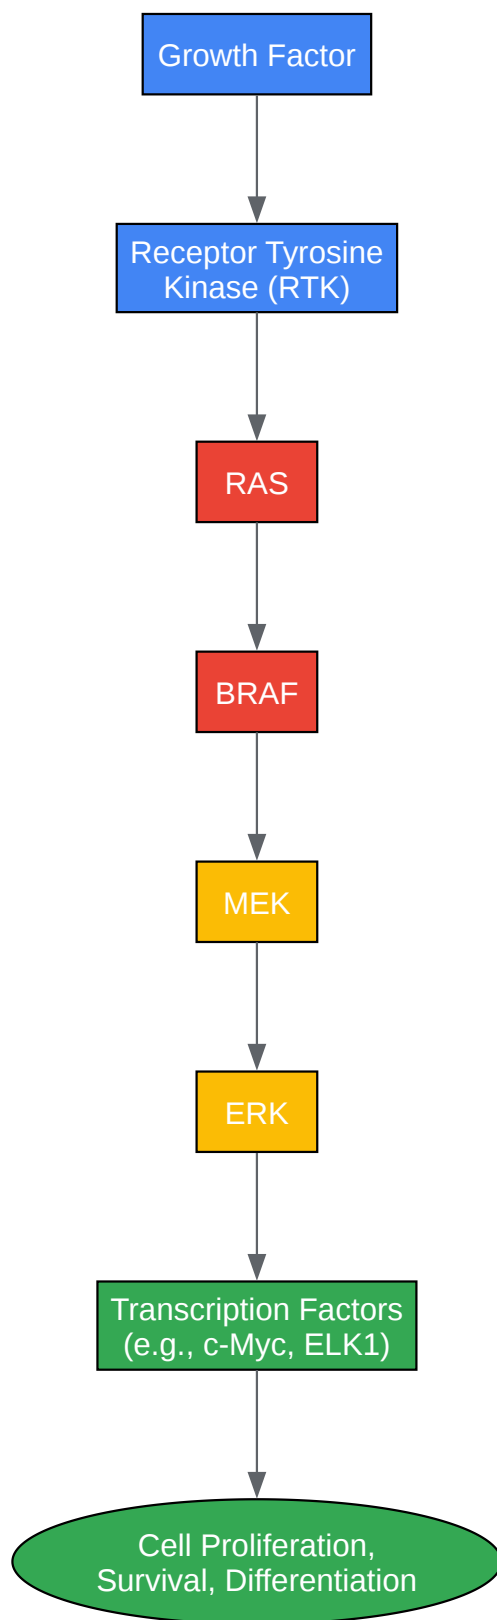 Growth Factor
Receptor Tyrosine
Kinase (RTK)
RAS
BRAF
MEK
ERK
Transcription Factors
(e.g., c-Myc, ELK1)
Cell Proliferation,
Survival, Differentiation